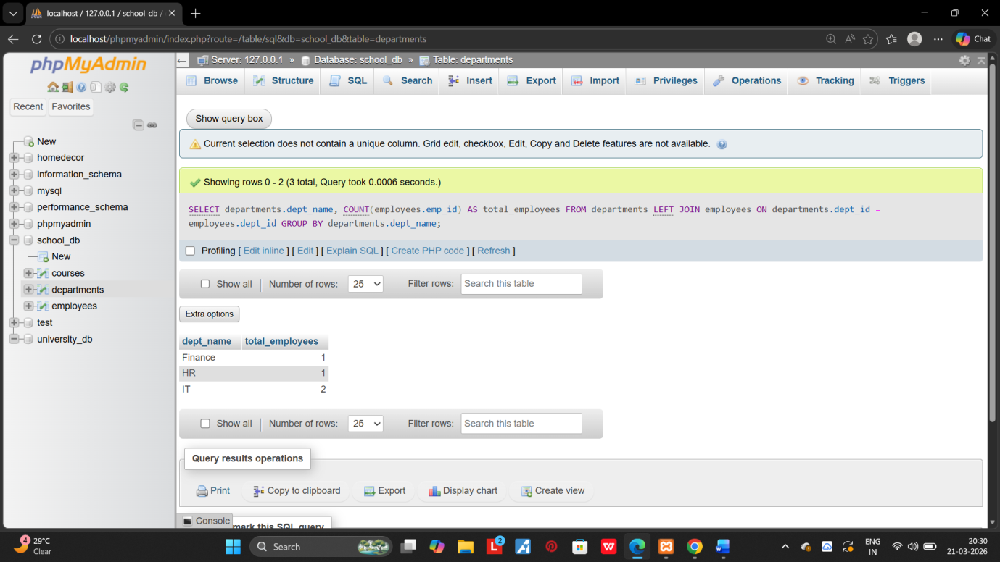 localhost / 127.0.0.1 / school_db /
localhost/phpmyadmin/index.php?route=/table/sql&db=school_db&table=departments
Chat
phpMyAdmin
Recent Favorites
New
homedecor
information_schema
mysql
performance_schema
phpmyadmin
school_db
New
courses
departments
employees
test
university_db
Server: 127.0.0.1 » Database: school_db » Table: departments
Browse Structure SQL Search Insert Export Import Privileges Operations Tracking Triggers
Show query box
Current selection does not contain a unique column. Grid edit, checkbox, Edit, Copy and Delete features are not available.
Showing rows 0 - 2 (3 total, Query took 0.0006 seconds.)
SELECT departments.dept_name, COUNT(employees.emp_id) AS total_employees FROM departments LEFT JOIN employees ON departments.dept_id =
employees.dept_id GROUP BY departments.dept_name;
Profiling [ Edit inline ] [ Edit ] [ Explain SQL ] [ Create PHP code ] [ Refresh ]
Show all | Number of rows: 25 Filter rows: Search this table
Extra options
dept_name total_employees
Finance 1
HR 1
IT 2
Show all | Number of rows: 25 Filter rows: Search this table
Query results operations
Print Copy to clipboard Export Display chart Create view
Console
mark this SQL query
4 29°C
Clear
Search
2
ENG
IN
20:30
21-03-2026